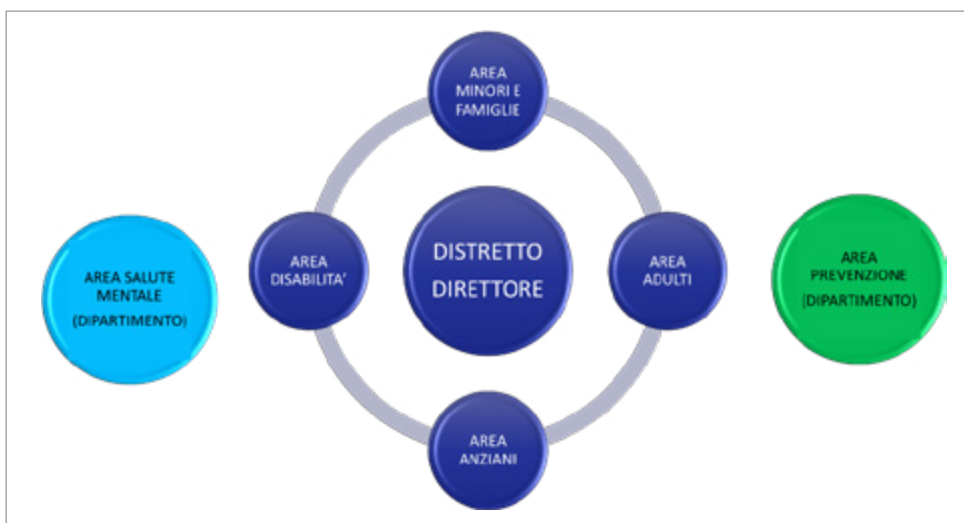 AREA
MINORI E
FAMIGLIE
AREA SALUTE
MENTALE
(DIPARTIMENTO)
AREA
DISABILITA'
DISTRETTO
DIRETTORE
AREA
ADULTI
AREA
PREVENZIONE
(DIPARTIMENTO)
AREA
ANZIANI